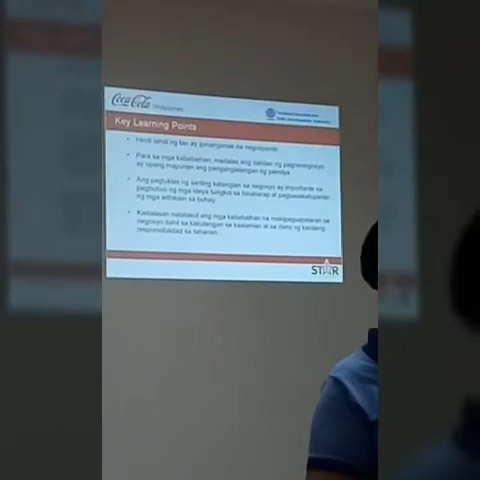 Coca-Cola Philippines
Key Learning Points
Hindi lahat ng tao ay ipinanganak na negosyante.
Para sa mga kababaihan, madalas ang dahilan ng pagnenegosyo
ay upang mapunan ang pangangailangan ng pamilya
Ang pagtuklas ng sariling katangian sa negosyo ay importante sa
pagbubuo ng mga ideya tungkol sa hinaharap at pagsasakatuparan
ng mga adhikain sa buhay
Kadalasan natatakot ang mga kababaihan na makipagsapalaran sa
negosyo dahil sa kakulangan sa kaalaman at sa dami ng kanilang
responsibilidad sa tahanan.
STAR